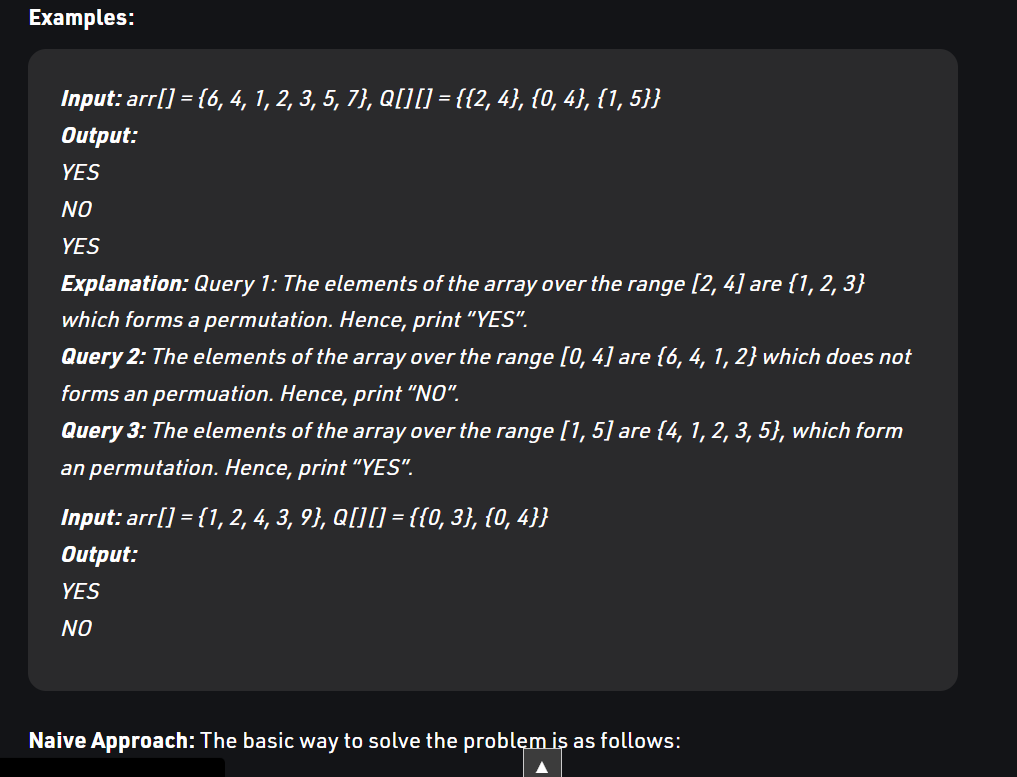 Examples:
Input: arr[] = {6, 4, 1, 2, 3, 5, 7}, Q[][] = {{2, 4}, {0, 4}, {1, 5}}
Output:
YES
NO
YES
Explanation: Query 1: The elements of the array over the range [2, 4] are {1, 2, 3}
which forms a permutation. Hence, print “YES”.
Query 2: The elements of the array over the range [0, 4] are {6, 4, 1, 2} which does not
forms an permuation. Hence, print “NO”.
Query 3: The elements of the array over the range [1, 5] are {4, 1, 2, 3, 5}, which form
an permutation. Hence, print “YES”.
Input: arr[] = {1, 2, 4, 3, 9}, Q[][] = {{0, 3}, {0, 4}}
Output:
YES
NO
Naive Approach: The basic way to solve the problem is as follows: